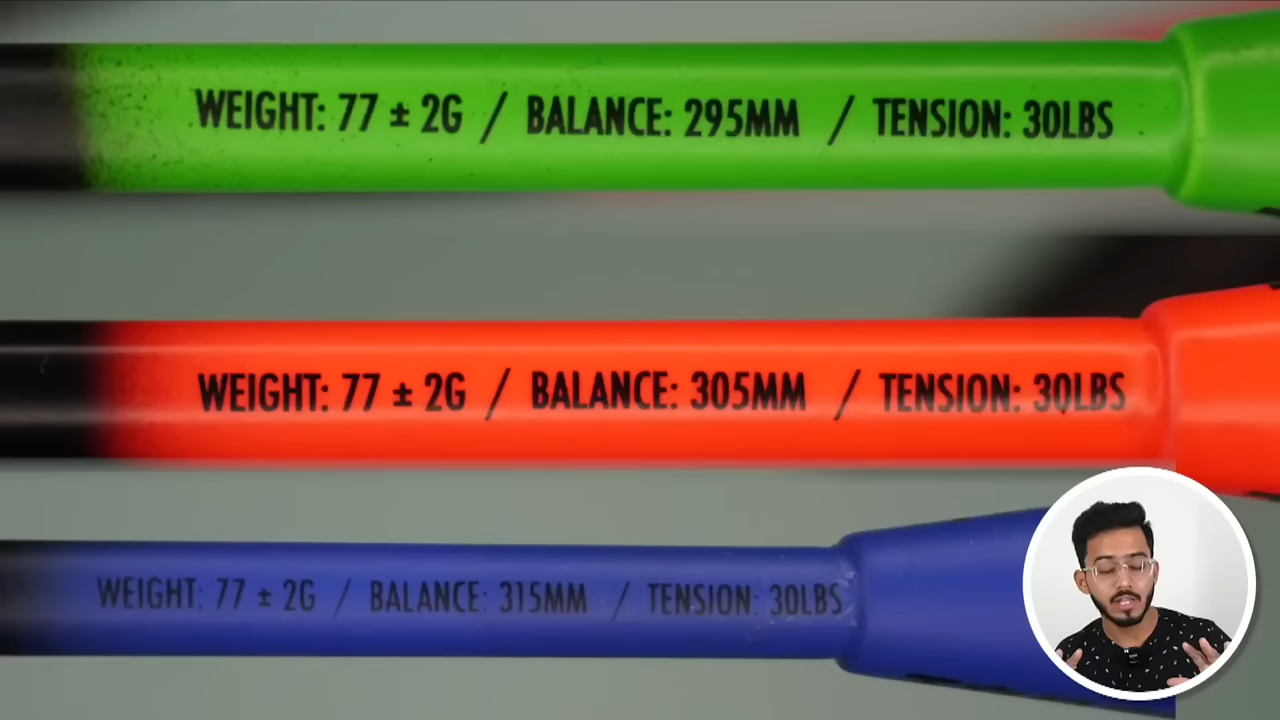 WEIGHT: 77 ± 2G / BALANCE: 295MM / TENSION: 30LBS
WEIGHT: 77 ± 2G / BALANCE: 305MM / TENSION: 30LBS
WEIGHT: 77 ± 2G / BALANCE: 315MM / TENSION: 30LBS